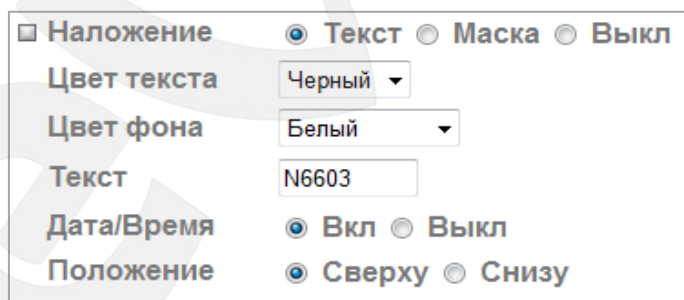 Наложение Текст Маска Выкл
Цвет текста Черный
Цвет фона Белый
Текст N6603
Дата/Время Вкл Выкл
Положение Сверху Снизу